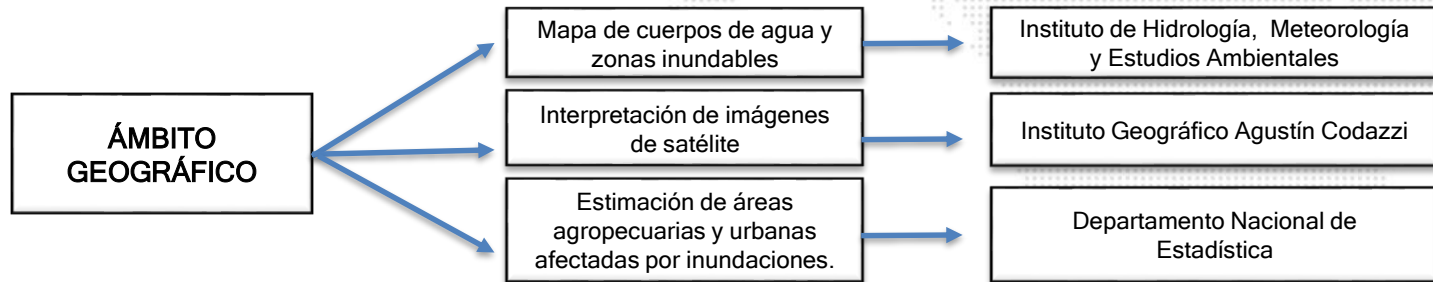 ÁMBITO
GEOGRÁFICO
Mapa de cuerpos de agua y
zonas inundables
Instituto de Hidrología, Meteorología
y Estudios Ambientales
Interpretación de imágenes
de satélite
Instituto Geográfico Agustín Codazzi
Estimación de áreas
agropecuarias y urbanas
afectadas por inundaciones.
Departamento Nacional de
Estadística